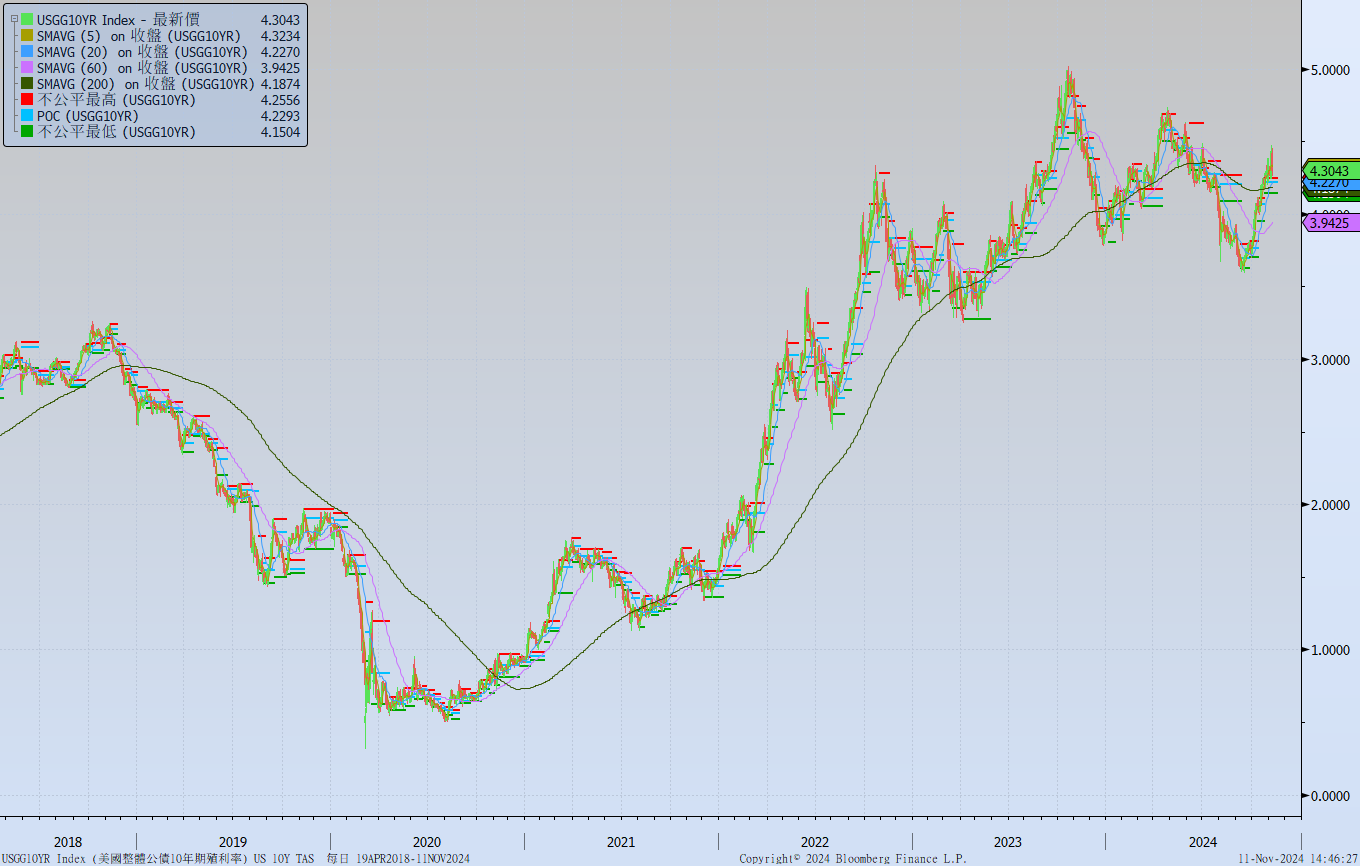 USGG10YR Index - 最新價 4.3043
SMAVG (5) on 收盤 (USGG10YR) 4.3234
SMAVG (20) on 收盤 (USGG10YR) 4.2270
SMAVG (60) on 收盤 (USGG10YR) 3.9425
SMAVG (200) on 收盤 (USGG10YR) 4.1874
不公平最高 (USGG10YR) 4.2556
POC (USGG10YR) 4.2293
不公平最低 (USGG10YR) 4.1504
5.0000
4.3043
4.2270
3.9425
3.0000
2.0000
1.0000
0.0000
2018 2019 2020 2021 2022 2023 2024
USGG10YR Index (美國整體公債10年期殖利率) US 10Y TAS 每日 19APR2018-11NOV2024 Copyright© 2024 Bloomberg Finance L.P. 11-Nov-2024 14:46:27